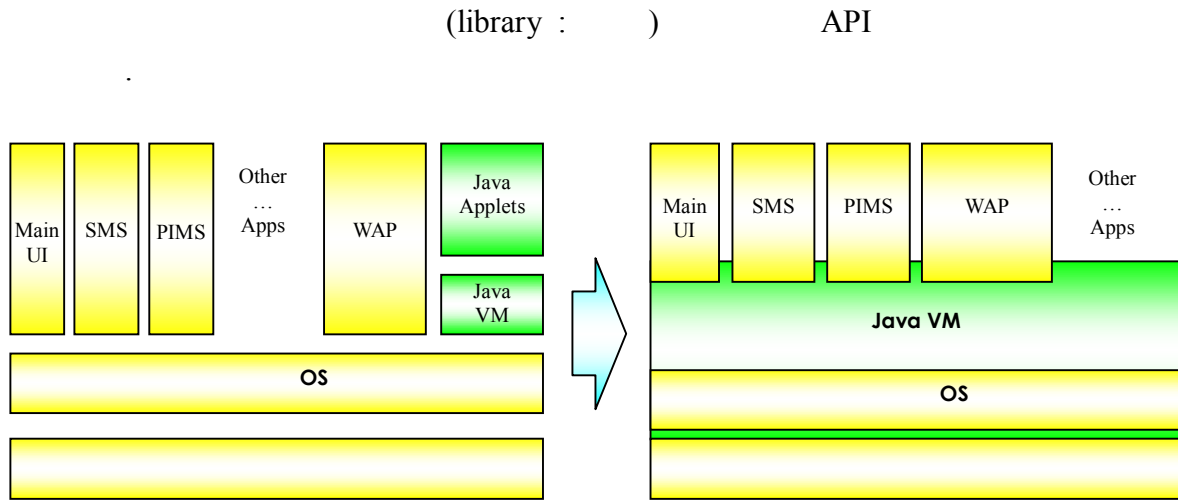 (library : ) API
.
Main
UI
SMS
PIMS
Other
…
Apps
WAP
Java
Applets
Java
VM
OS
Main
UI
SMS
PIMS
WAP
Other
…
Apps
Java VM
OS